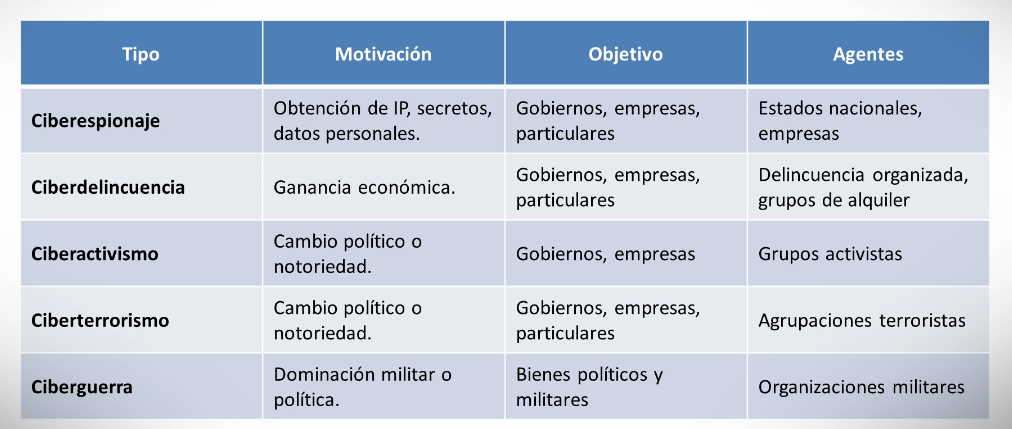 Tipo Motivación Objetivo Agentes
Ciberespionaje
Obtención de IP, secretos,
datos personales.
Gobiernos, empresas,
particulares
Estados nacionales,
empresas
Ciberdelincuencia
Ganancia económica.
Gobiernos, empresas,
particulares
Delincuencia organizada,
grupos de alquiler
Ciberactivismo
Cambio político o
notoriedad.
Gobiernos, empresas
Grupos activistas
Ciberterrorismo
Cambio político o
notoriedad.
Gobiernos, empresas,
particulares
Agrupaciones terroristas
Ciberguerra
Dominación militar o
política.
Bienes políticos y
militares
Organizaciones militares